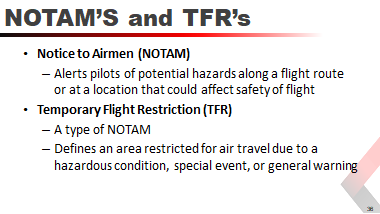 NOTAM'S and TFR's
• Notice to Airmen (NOTAM)
– Alerts pilots of potential hazards along a flight route
or at a location that could affect safety of flight
• Temporary Flight Restriction (TFR)
– A type of NOTAM
– Defines an area restricted for air travel due to a
hazardous condition, special event, or general warning
36